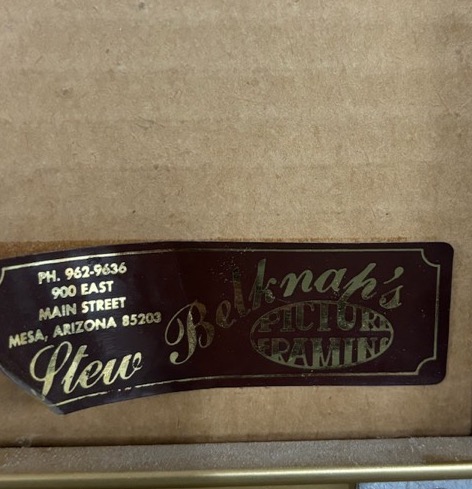 PH. 962-9636
900 EAST
MAIN STREET
MESA, ARIZONA 85203
Stew Belknap's
PICTURE
FRAMING